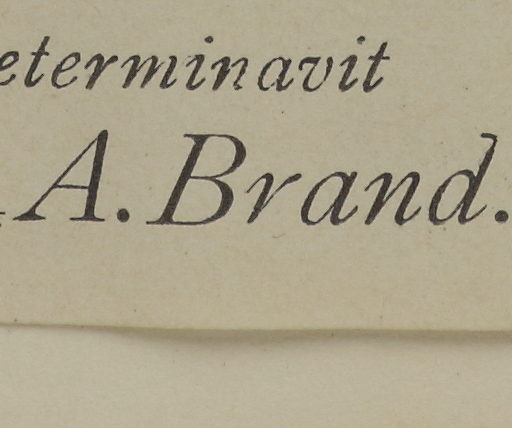 eterminavit
A. Brand.